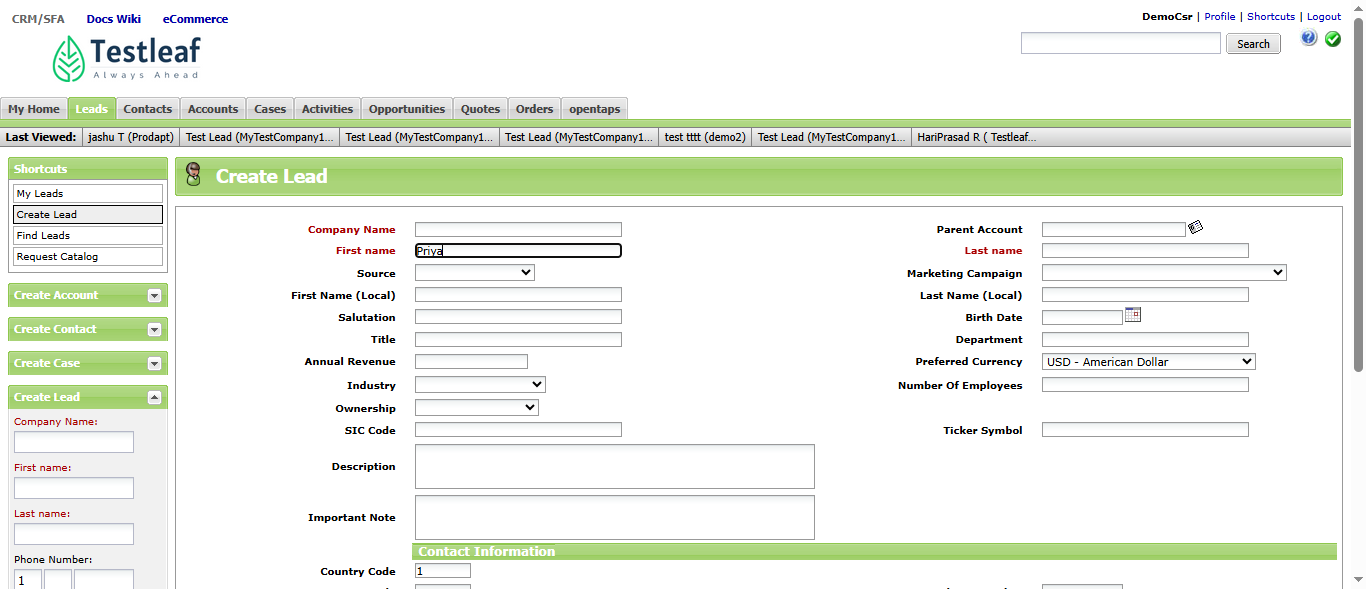 CRM/SFA Docs Wiki eCommerce
DemoCsr | Profile | Shortcuts | Logout
Testleaf
Always Ahead
Search
?
My Home Leads Contacts Accounts Cases Activities Opportunities Quotes Orders opentaps
Last Viewed: jashu T (Prodapt) Test Lead (MyTestCompany1... Test Lead (MyTestCompany1... Test Lead (MyTestCompany1... test tttt (demo2) Test Lead (MyTestCompany1... HariPrasad R ( Testleaf...
Shortcuts
My Leads
Create Lead
Find Leads
Request Catalog
Create Account
Create Contact
Create Case
Create Lead
Company Name:
First name:
Last name:
Phone Number:
1
Create Lead
Company Name Parent Account
First name Priya Last name
Source Marketing Campaign
First Name (Local) Last Name (Local)
Salutation Birth Date
Title Department
Annual Revenue Preferred Currency USD - American Dollar
Industry Number Of Employees
Ownership
SIC Code Ticker Symbol
Description
Important Note
Contact Information
Country Code 1